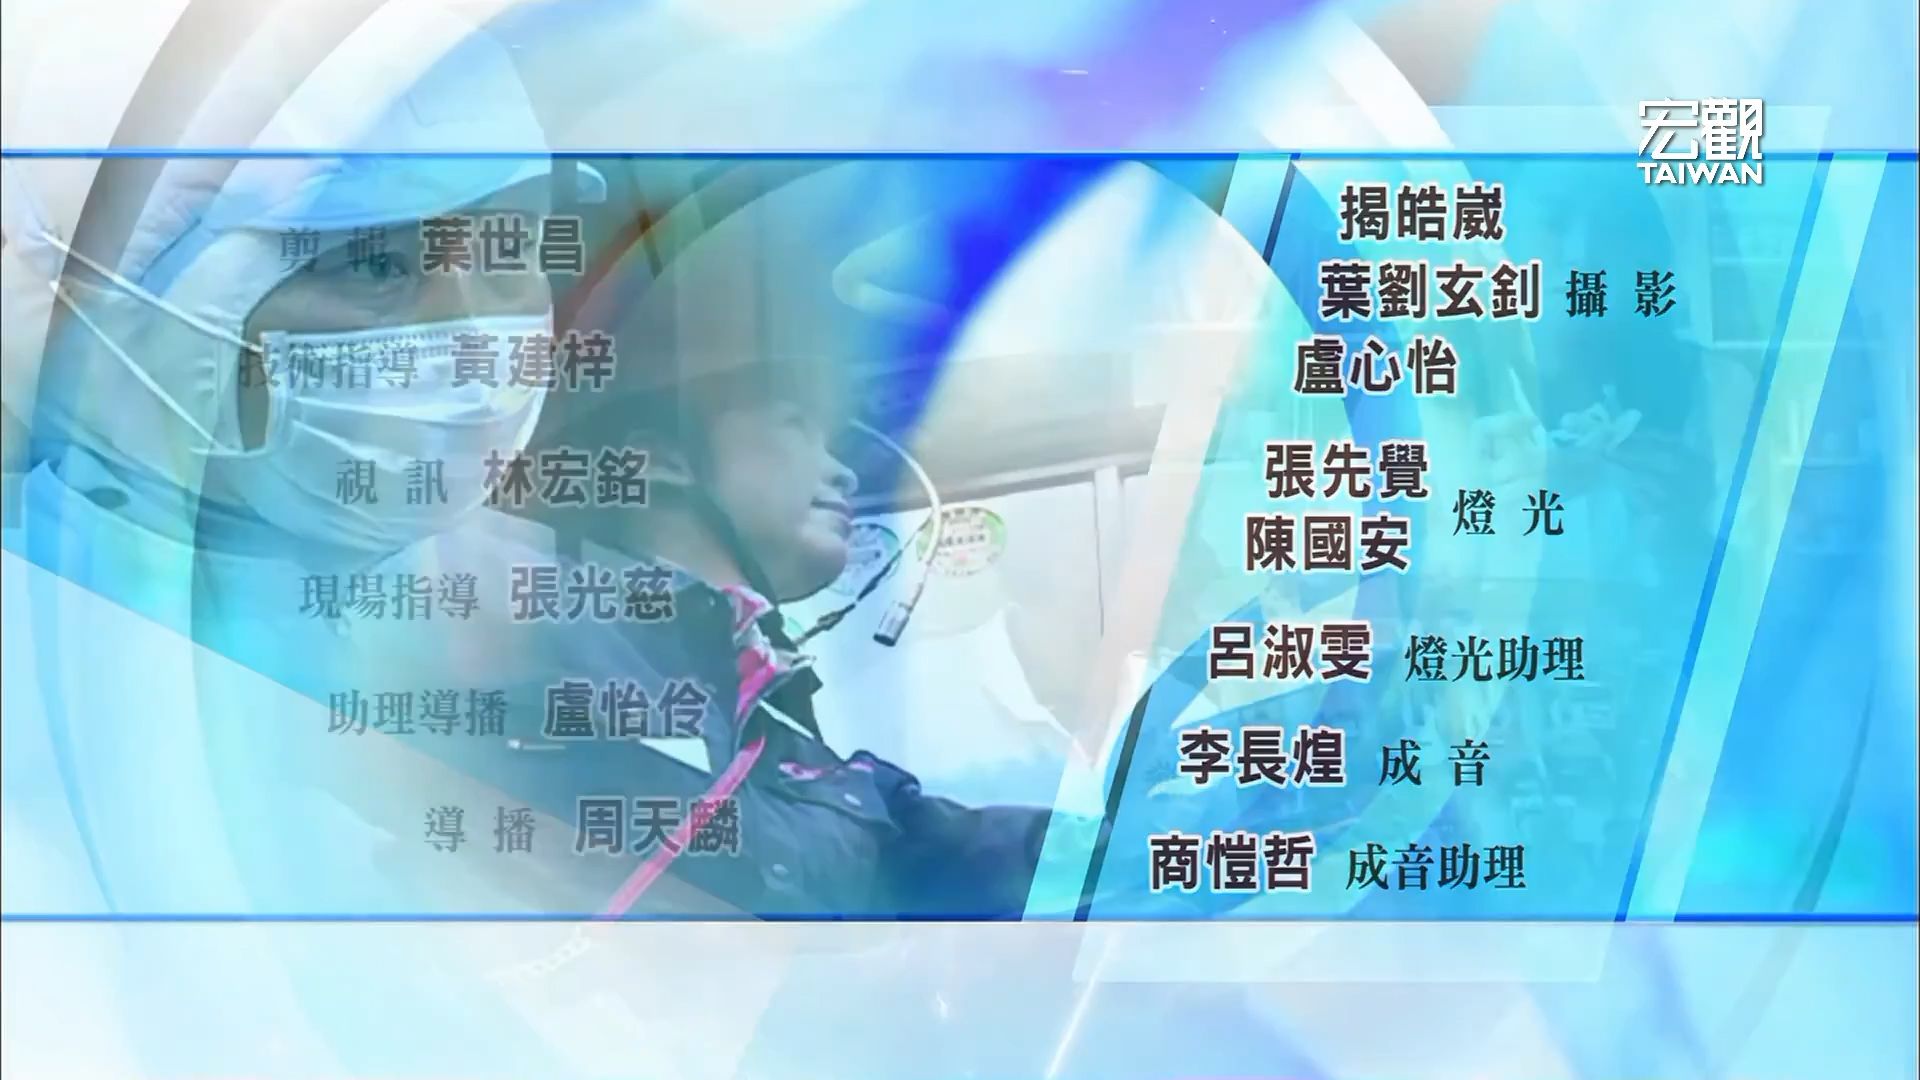 宏觀
TAIWAN
剪 輯 葉世昌
技術指導 黃建梓
視 訊 林宏銘
現場指導 張光慈
助理導播 盧怡伶
導 播 周天麟
揭皓崴
葉劉玄釗 攝 影
盧心怡
張先覺
陳國安 燈 光
呂淑雯 燈光助理
李長煌 成 音
商愷哲 成音助理